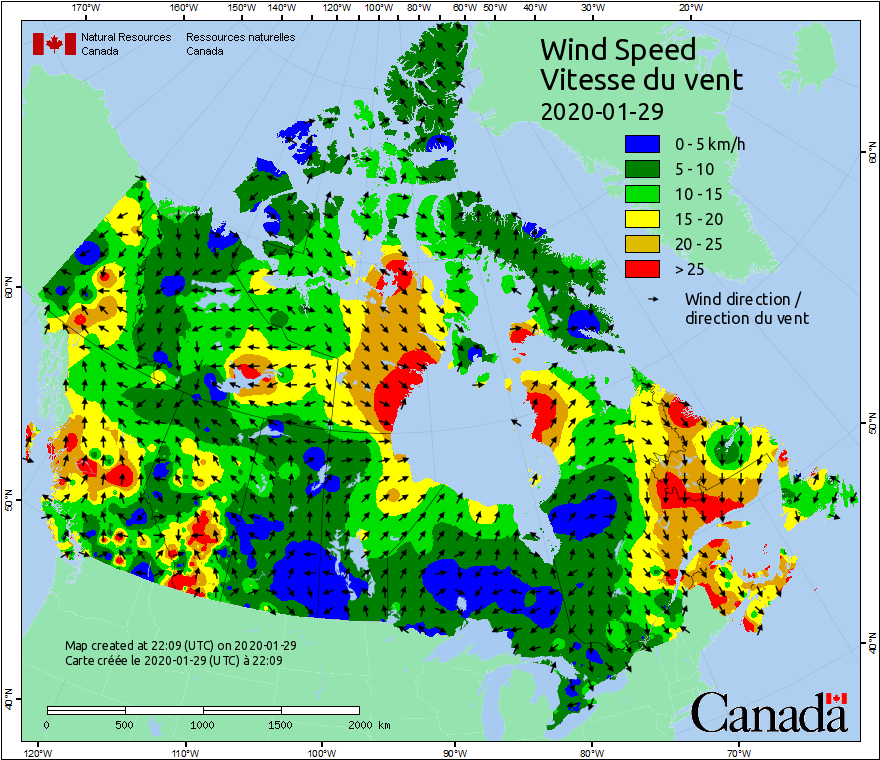 170°W 160°W 150°W 140°W 130°W 120°W 110°W 100°W 90°W 80°W 70°W 60°W 50°W 40°W 30°W 20°W
Natural Resources Canada
Ressources naturelles Canada
Wind Speed
Vitesse du vent
2020-01-29
0 - 5 km/h
5 - 10
10 - 15
15 - 20
20 - 25
> 25
Wind direction /
direction du vent
60°N
60°N
50°N
50°N
40°N
40°N
Map created at 22:09 (UTC) on 2020-01-29
Carte créée le 2020-01-29 (UTC) à 22:09
0 500 1000 1500 2000 km
Canada
120°W 110°W 100°W 90°W 80°W 70°W